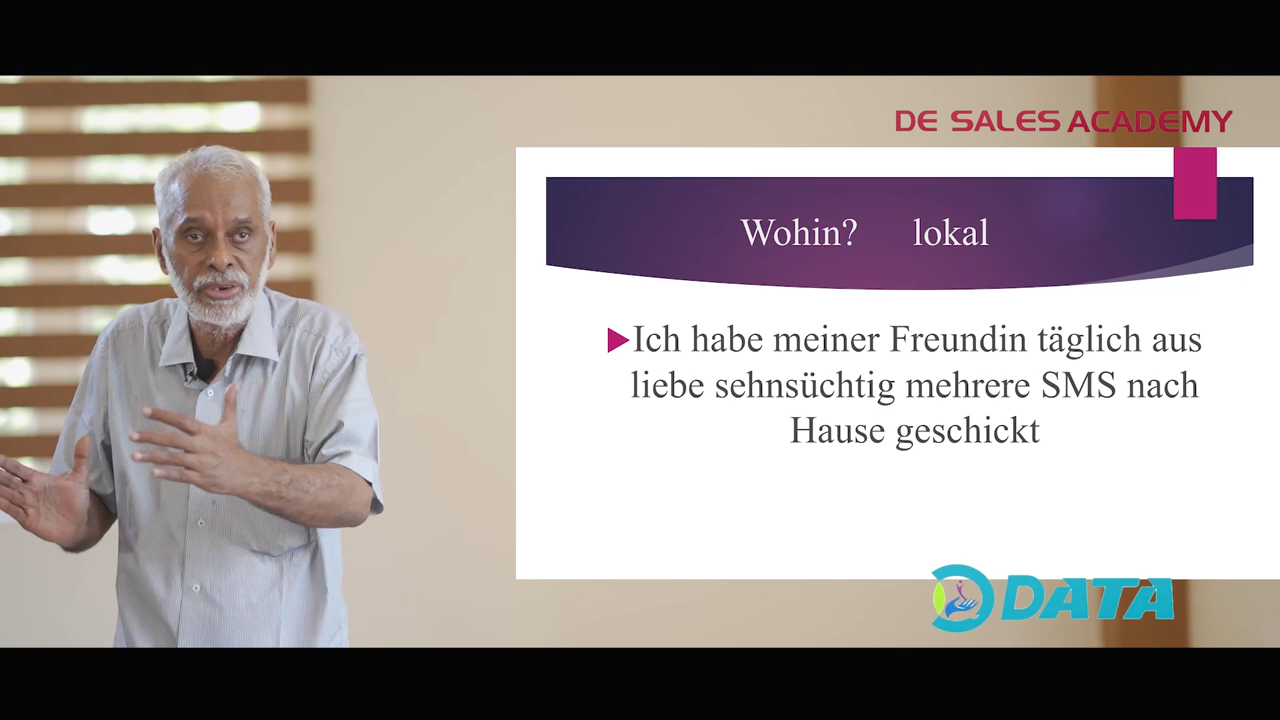 DE SALES ACADEMY
Wohin? lokal
Ich habe meiner Freundin täglich aus
liebe sehnsüchtig mehrere SMS nach
Hause geschickt
DATA